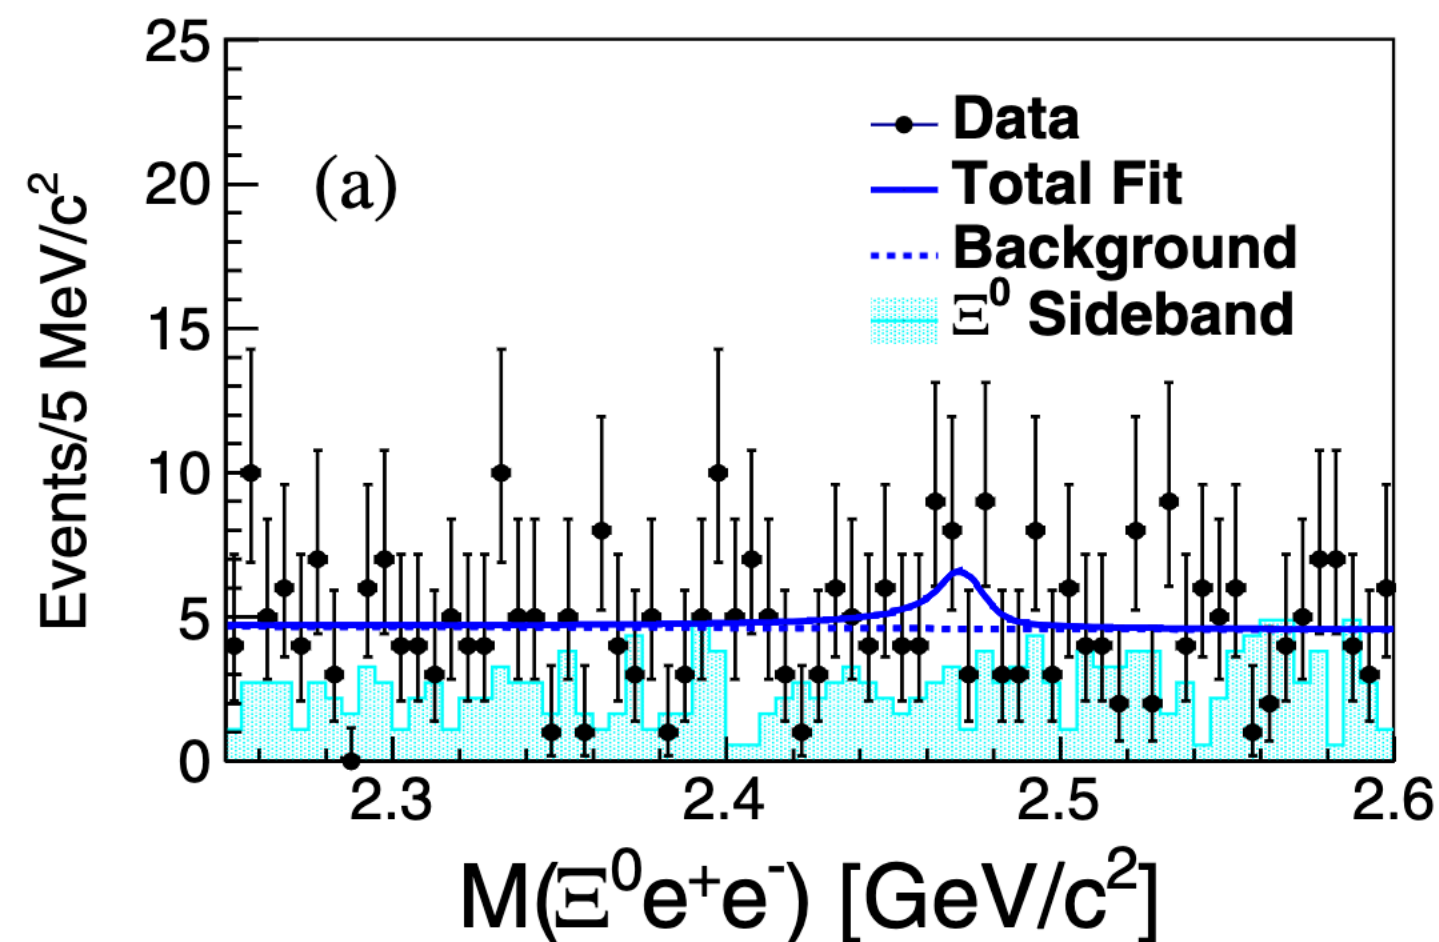 Events/5 MeV/c²
25
20
15
10
5
0
(a)
Data
Total Fit
Background
Ξ⁰ Sideband
2.3 2.4 2.5 2.6
M(Ξ⁰e⁺e⁻) [GeV/c²]